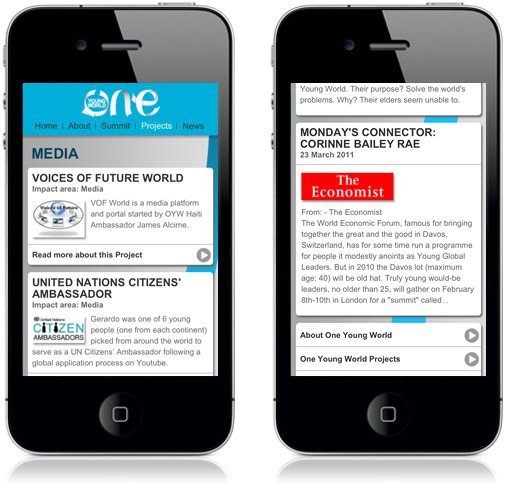 YOUNG WORLD
one
Home | About | Summit | Projects | News
MEDIA
VOICES OF FUTURE WORLD
Impact area: Media
Voices of Future
VOF World is a media platform
and portal started by OYW Haiti
Ambassador James Alcime.
Read more about this Project
UNITED NATIONS CITIZENS'
AMBASSADOR
Impact area: Media
United Nations
CITIZEN
AMBASSADORS
Gerardo was one of 6 young
people (one from each continent)
picked from around the world to
serve as a UN Citizens' Ambassador following a
global application process on Youtube.
Young World. Their purpose? Solve the world's
problems. Why? Their elders seem unable to.
MONDAY'S CONNECTOR:
CORINNE BAILEY RAE
23 March 2011
The
Economist
From: - The Economist
The World Economic Forum, famous for bringing
together the great and the good in Davos,
Switzerland, has for some time run a programme
for people it modestly anoints as Young Global
Leaders. But in 2010 the Davos lot (maximum
age: 40) will be old hat. Truly young would-be
leaders, no older than 25, will gather on February
8th-10th in London for a "summit" called...
About One Young World
One Young World Projects